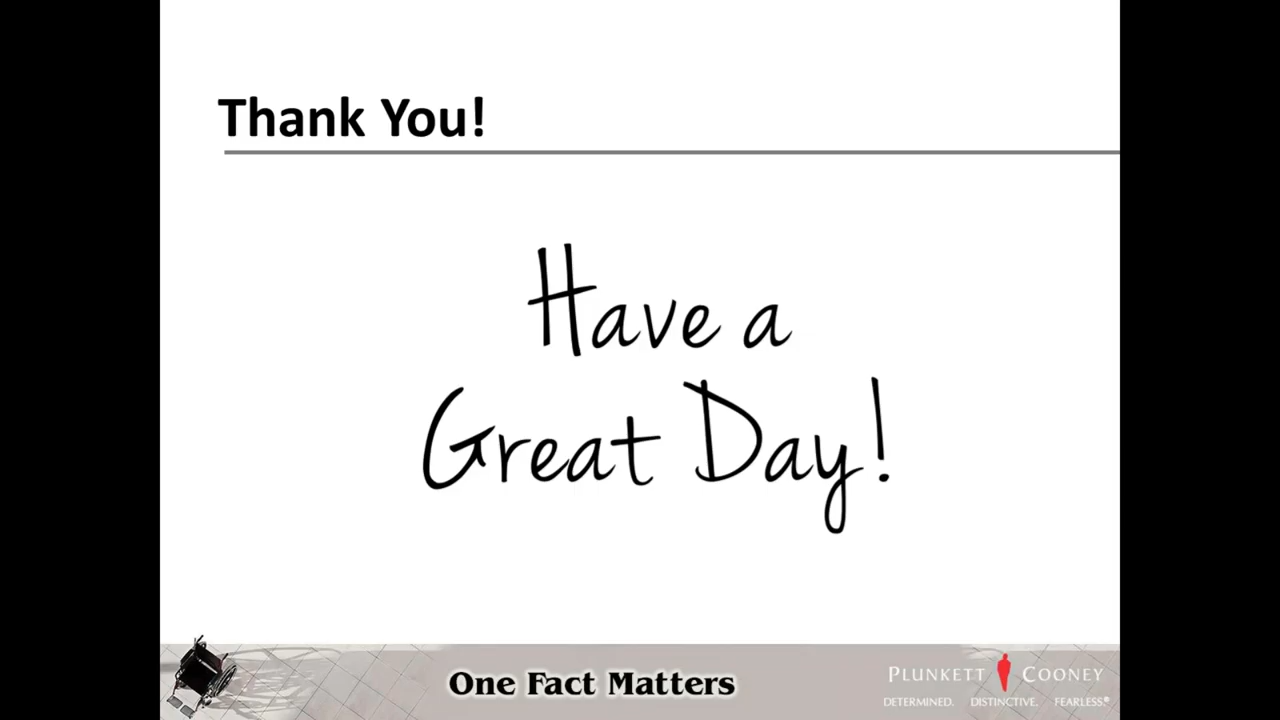 Thank You!
Have a
Great Day!
One Fact Matters
PLUNKETT COONEY
DETERMINED. DISTINCTIVE. FEARLESS.®